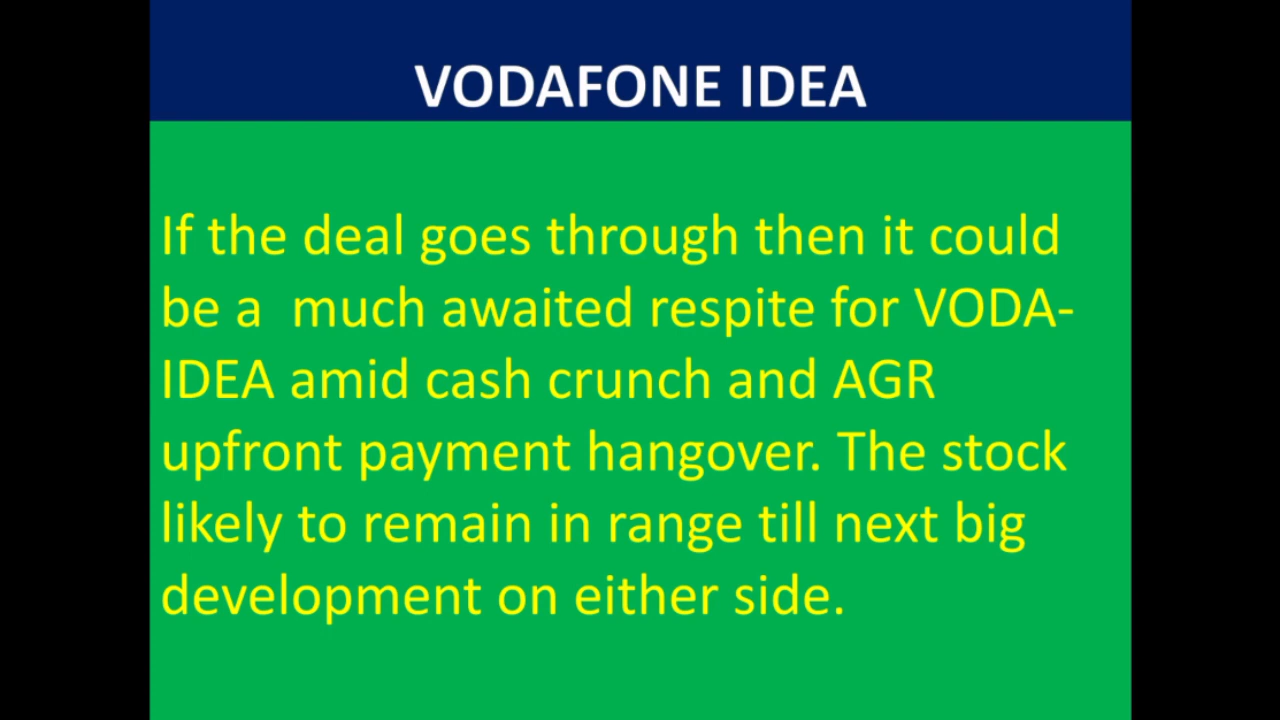 VODAFONE IDEA
If the deal goes through then it could
be a  much awaited respite for VODA-
IDEA amid cash crunch and AGR
upfront payment hangover. The stock
likely to remain in range till next big
development on either side.